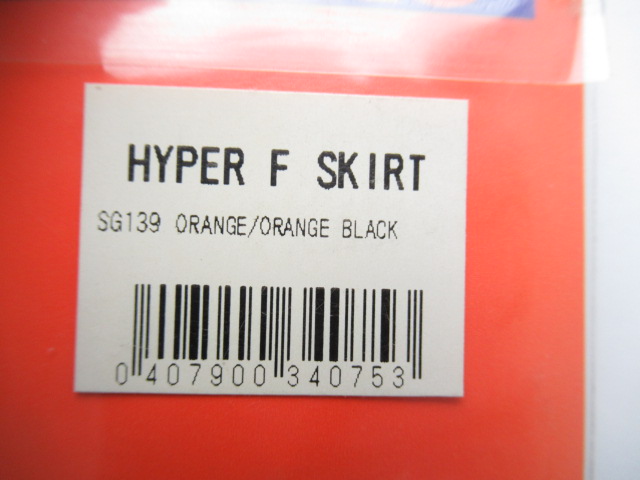 HYPER F SKIRT
SG139 ORANGE/ORANGE BLACK
0 407900 340753